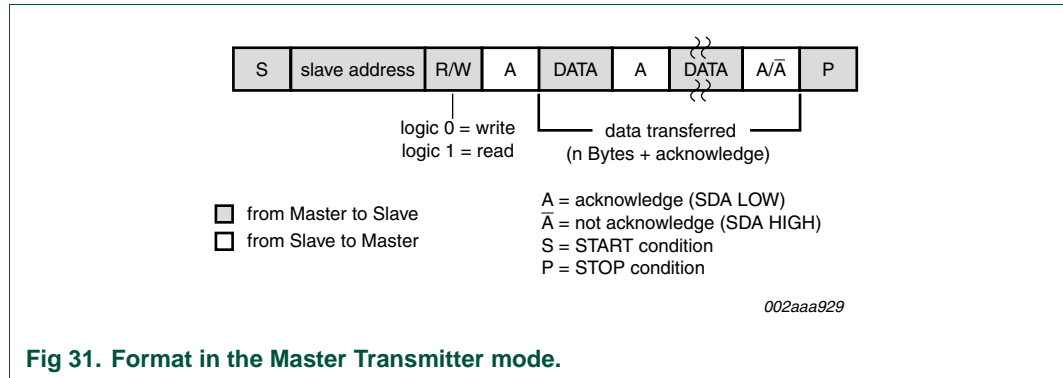 S slave address R/W A DATA A DATA A/A̅ P
logic 0 = write
logic 1 = read
data transferred
(n Bytes + acknowledge)
from Master to Slave
from Slave to Master
A = acknowledge (SDA LOW)
A̅ = not acknowledge (SDA HIGH)
S = START condition
P = STOP condition
002aaa929
Fig 31. Format in the Master Transmitter mode.